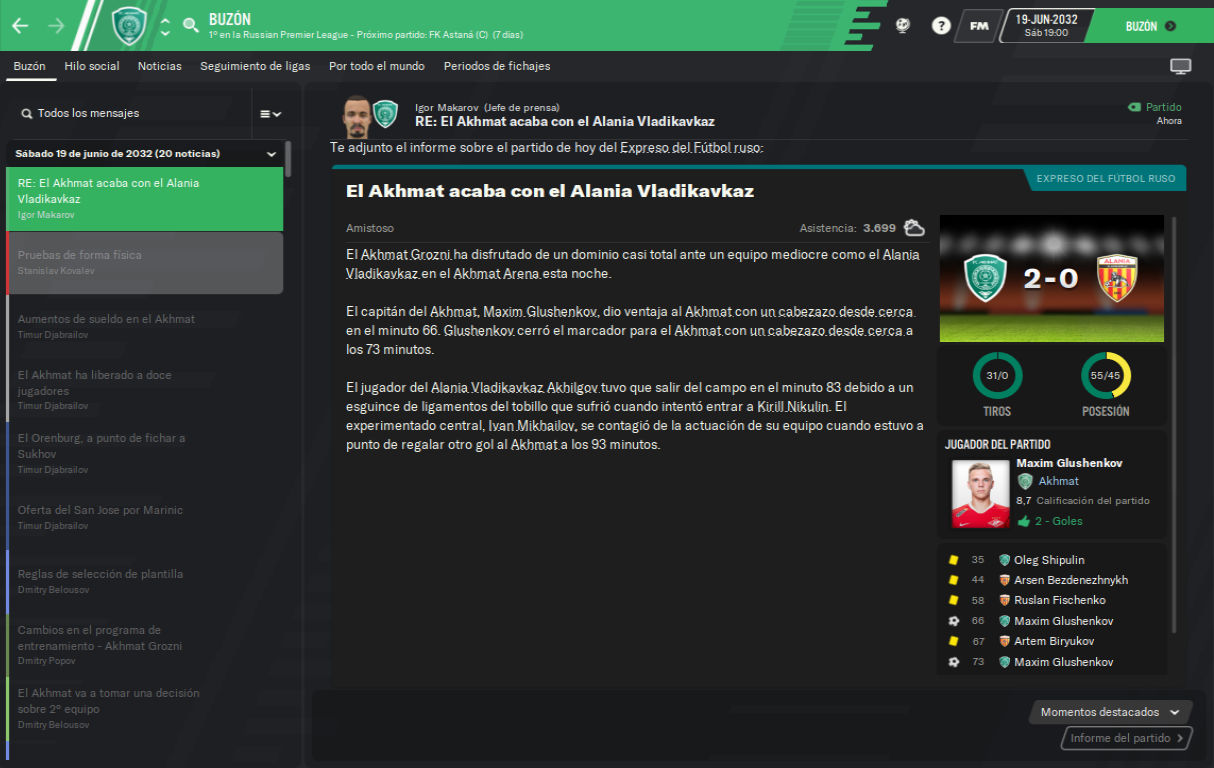 BUZÓN
1º en la Russian Premier League - Próximo partido: FK Astaná (C) (7 días)
?
FM
19-JUN-2032
Sáb 19:00
BUZÓN
Buzón
Hilo social
Noticias
Seguimiento de ligas
Por todo el mundo
Periodos de fichajes
Todos los mensajes
Sábado 19 de junio de 2032 (20 noticias)
RE: El Akhmat acaba con el Alania
Vladikavkaz
Igor Makarov
Pruebas de forma física
Stanislav Kovalev
Aumentos de sueldo en el Akhmat
Timur Djabrailov
El Akhmat ha liberado a doce
jugadores
Timur Djabrailov
El Orenburg, a punto de fichar a
Sukhov
Timur Djabrailov
Oferta del San Jose por Marinic
Timur Djabrailov
Reglas de selección de plantilla
Dmitry Belousov
Cambios en el programa de
entrenamiento - Akhmat Grozni
Dmitry Popov
El Akhmat va a tomar una decisión
sobre 2º equipo
Dmitry Belousov
Igor Makarov (Jefe de prensa)
RE: El Akhmat acaba con el Alania Vladikavkaz
Partido
Ahora
Te adjunto el informe sobre el partido de hoy del Expreso del Fútbol ruso:
EXPRESO DEL FÚTBOL RUSO
El Akhmat acaba con el Alania Vladikavkaz
Amistoso
Asistencia: 3.699
El Akhmat Grozni ha disfrutado de un dominio casi total ante un equipo mediocre como el Alania
Vladikavkaz en el Akhmat Arena esta noche.
El capitán del Akhmat, Maxim Glushenkov, dio ventaja al Akhmat con un cabezazo desde cerca
en el minuto 66. Glushenkov cerró el marcador para el Akhmat con un cabezazo desde cerca a
los 73 minutos.
El jugador del Alania Vladikavkaz Akhilgov tuvo que salir del campo en el minuto 83 debido a un
esguince de ligamentos del tobillo que sufrió cuando intentó entrar a Kirill Nikulin. El
experimentado central, Ivan Mikhailov, se contagió de la actuación de su equipo cuando estuvo a
punto de regalar otro gol al Akhmat a los 93 minutos.
2-0
ALANIA
31/0
TIROS
55/45
POSESIÓN
JUGADOR DEL PARTIDO
Maxim Glushenkov
Akhmat
8,7 Calificación del partido
2 - Goles
35 Oleg Shipulin
44 Arsen Bezdenezhnykh
58 Ruslan Fischenko
66 Maxim Glushenkov
67 Artem Biryukov
73 Maxim Glushenkov
Momentos destacados
Informe del partido